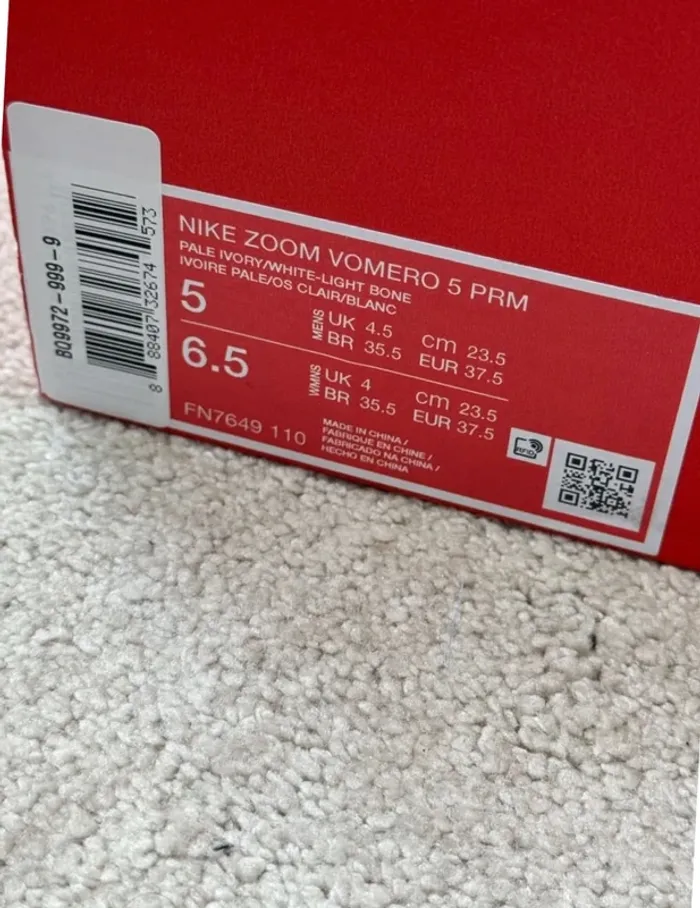 BQ9972-999-9
8 88407 32674 573
NIKE ZOOM VOMERO 5 PRM
PALE IVORY/WHITE-LIGHT BONE
IVOIRE PALE/OS CLAIR/BLANC
5
MENS
UK 4.5 cm 23.5
BR 35.5 EUR 37.5
6.5
WMNS
UK 4 cm 23.5
BR 35.5 EUR 37.5
FN7649 110
MADE IN CHINA /
FABRIQUE EN CHINE /
FABRICADO NA CHINA /
HECHO EN CHINA
RFID